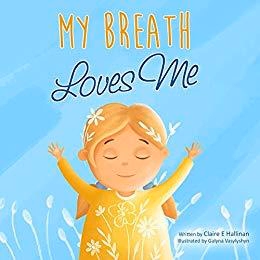 MY BREATH
Loves Me
Written by Claire E Hallinan
Illustrated by Galyna Vasylyshyn